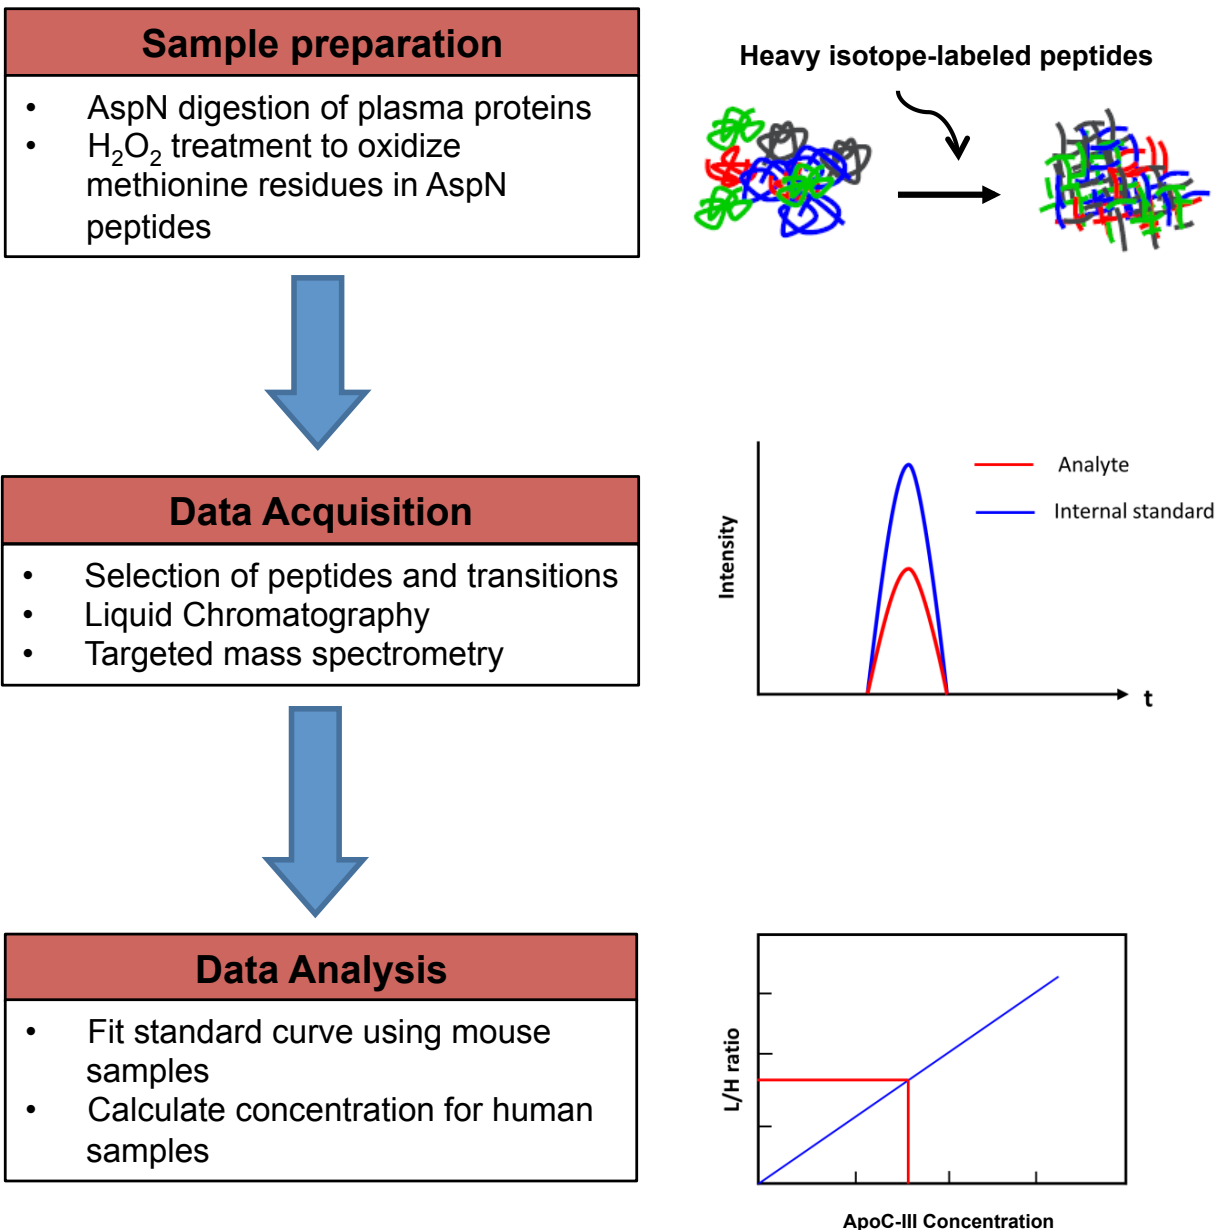 Sample preparation
• AspN digestion of plasma proteins
• H₂O₂ treatment to oxidize
methionine residues in AspN
peptides
Heavy isotope-labeled peptides
Data Acquisition
• Selection of peptides and transitions
• Liquid Chromatography
• Targeted mass spectrometry
Intensity
Analyte
Internal standard
t
Data Analysis
• Fit standard curve using mouse
samples
• Calculate concentration for human
samples
L/H ratio
ApoC-III Concentration